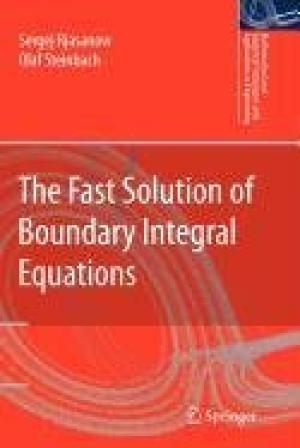 Sergej Rjasanow
Olaf Steinbach
The Fast Solution of
Boundary Integral
Equations
Springer